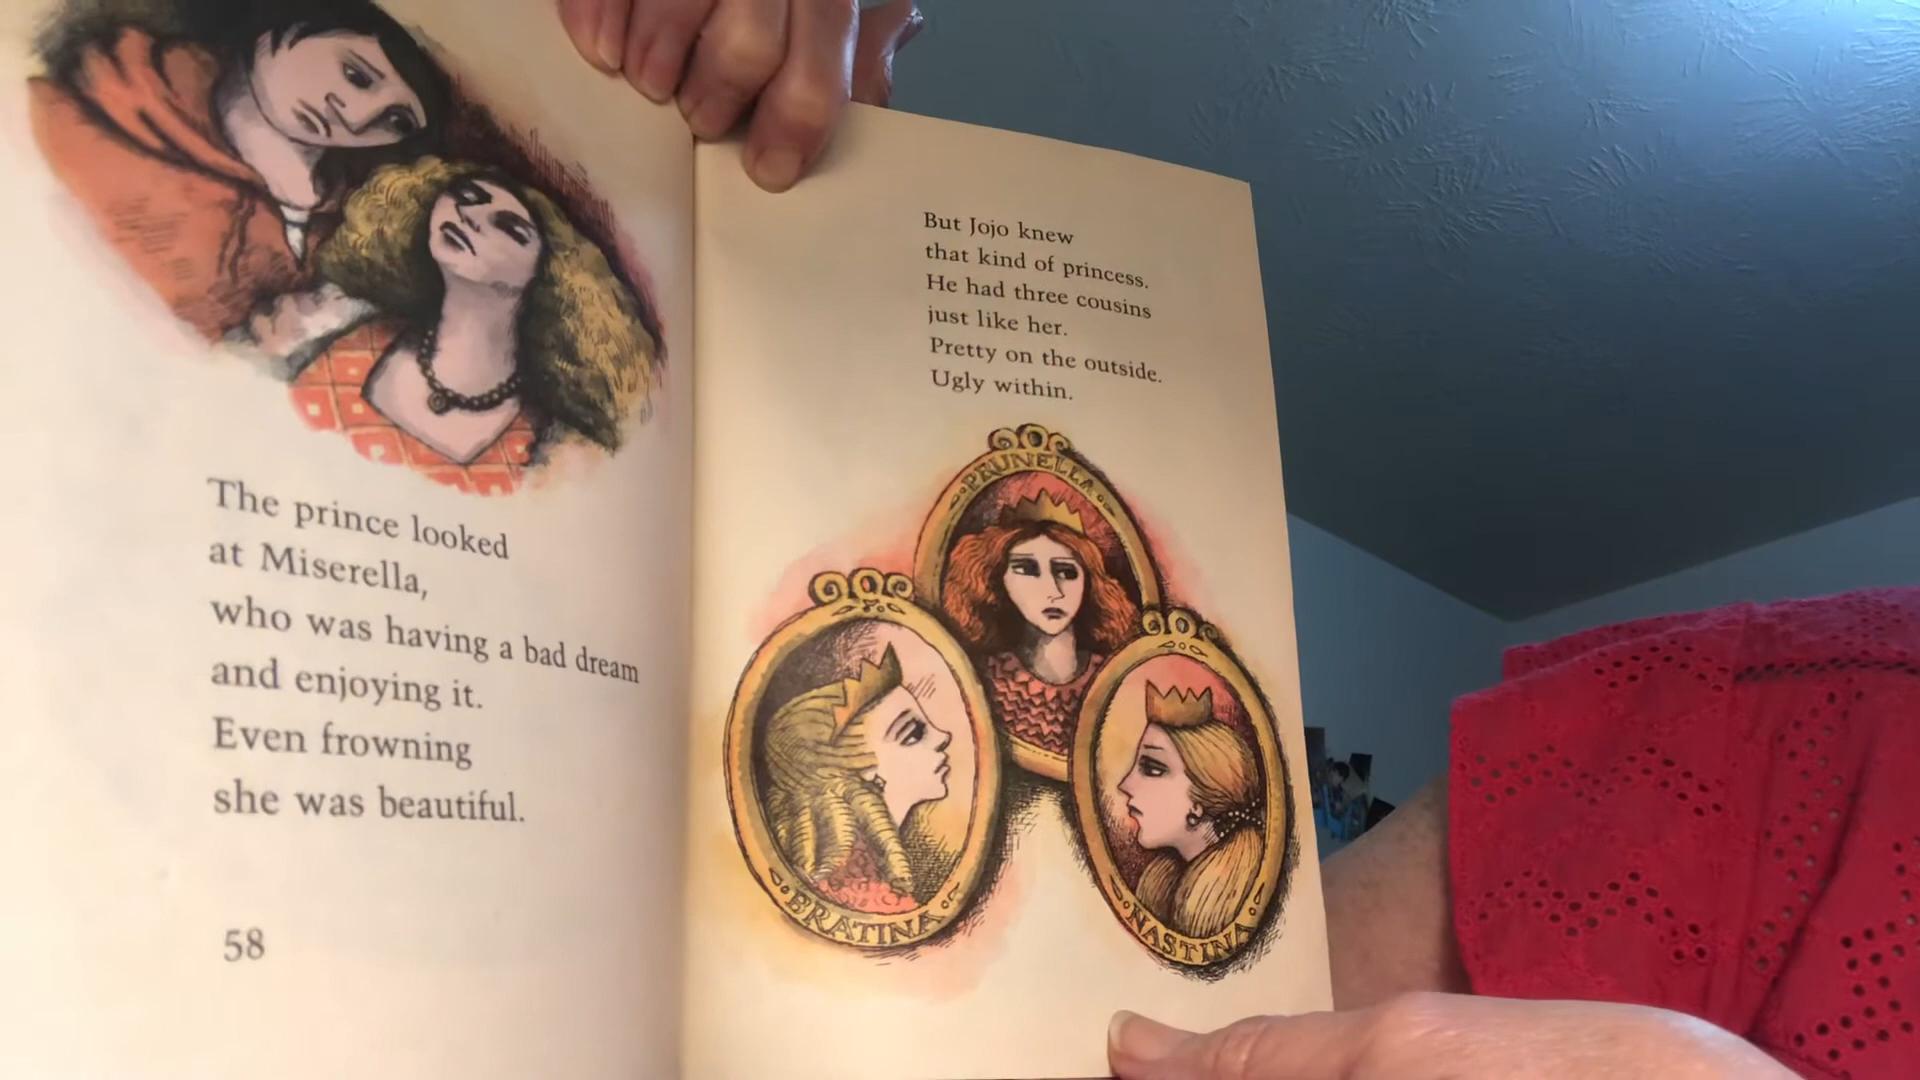 The prince looked
at Miserella,
who was having a bad dream
and enjoying it.
Even frowning
she was beautiful.
58
But Jojo knew
that kind of princess.
He had three cousins
just like her.
Pretty on the outside.
Ugly within.
PRUNELLA
BRATINA
NASTINA